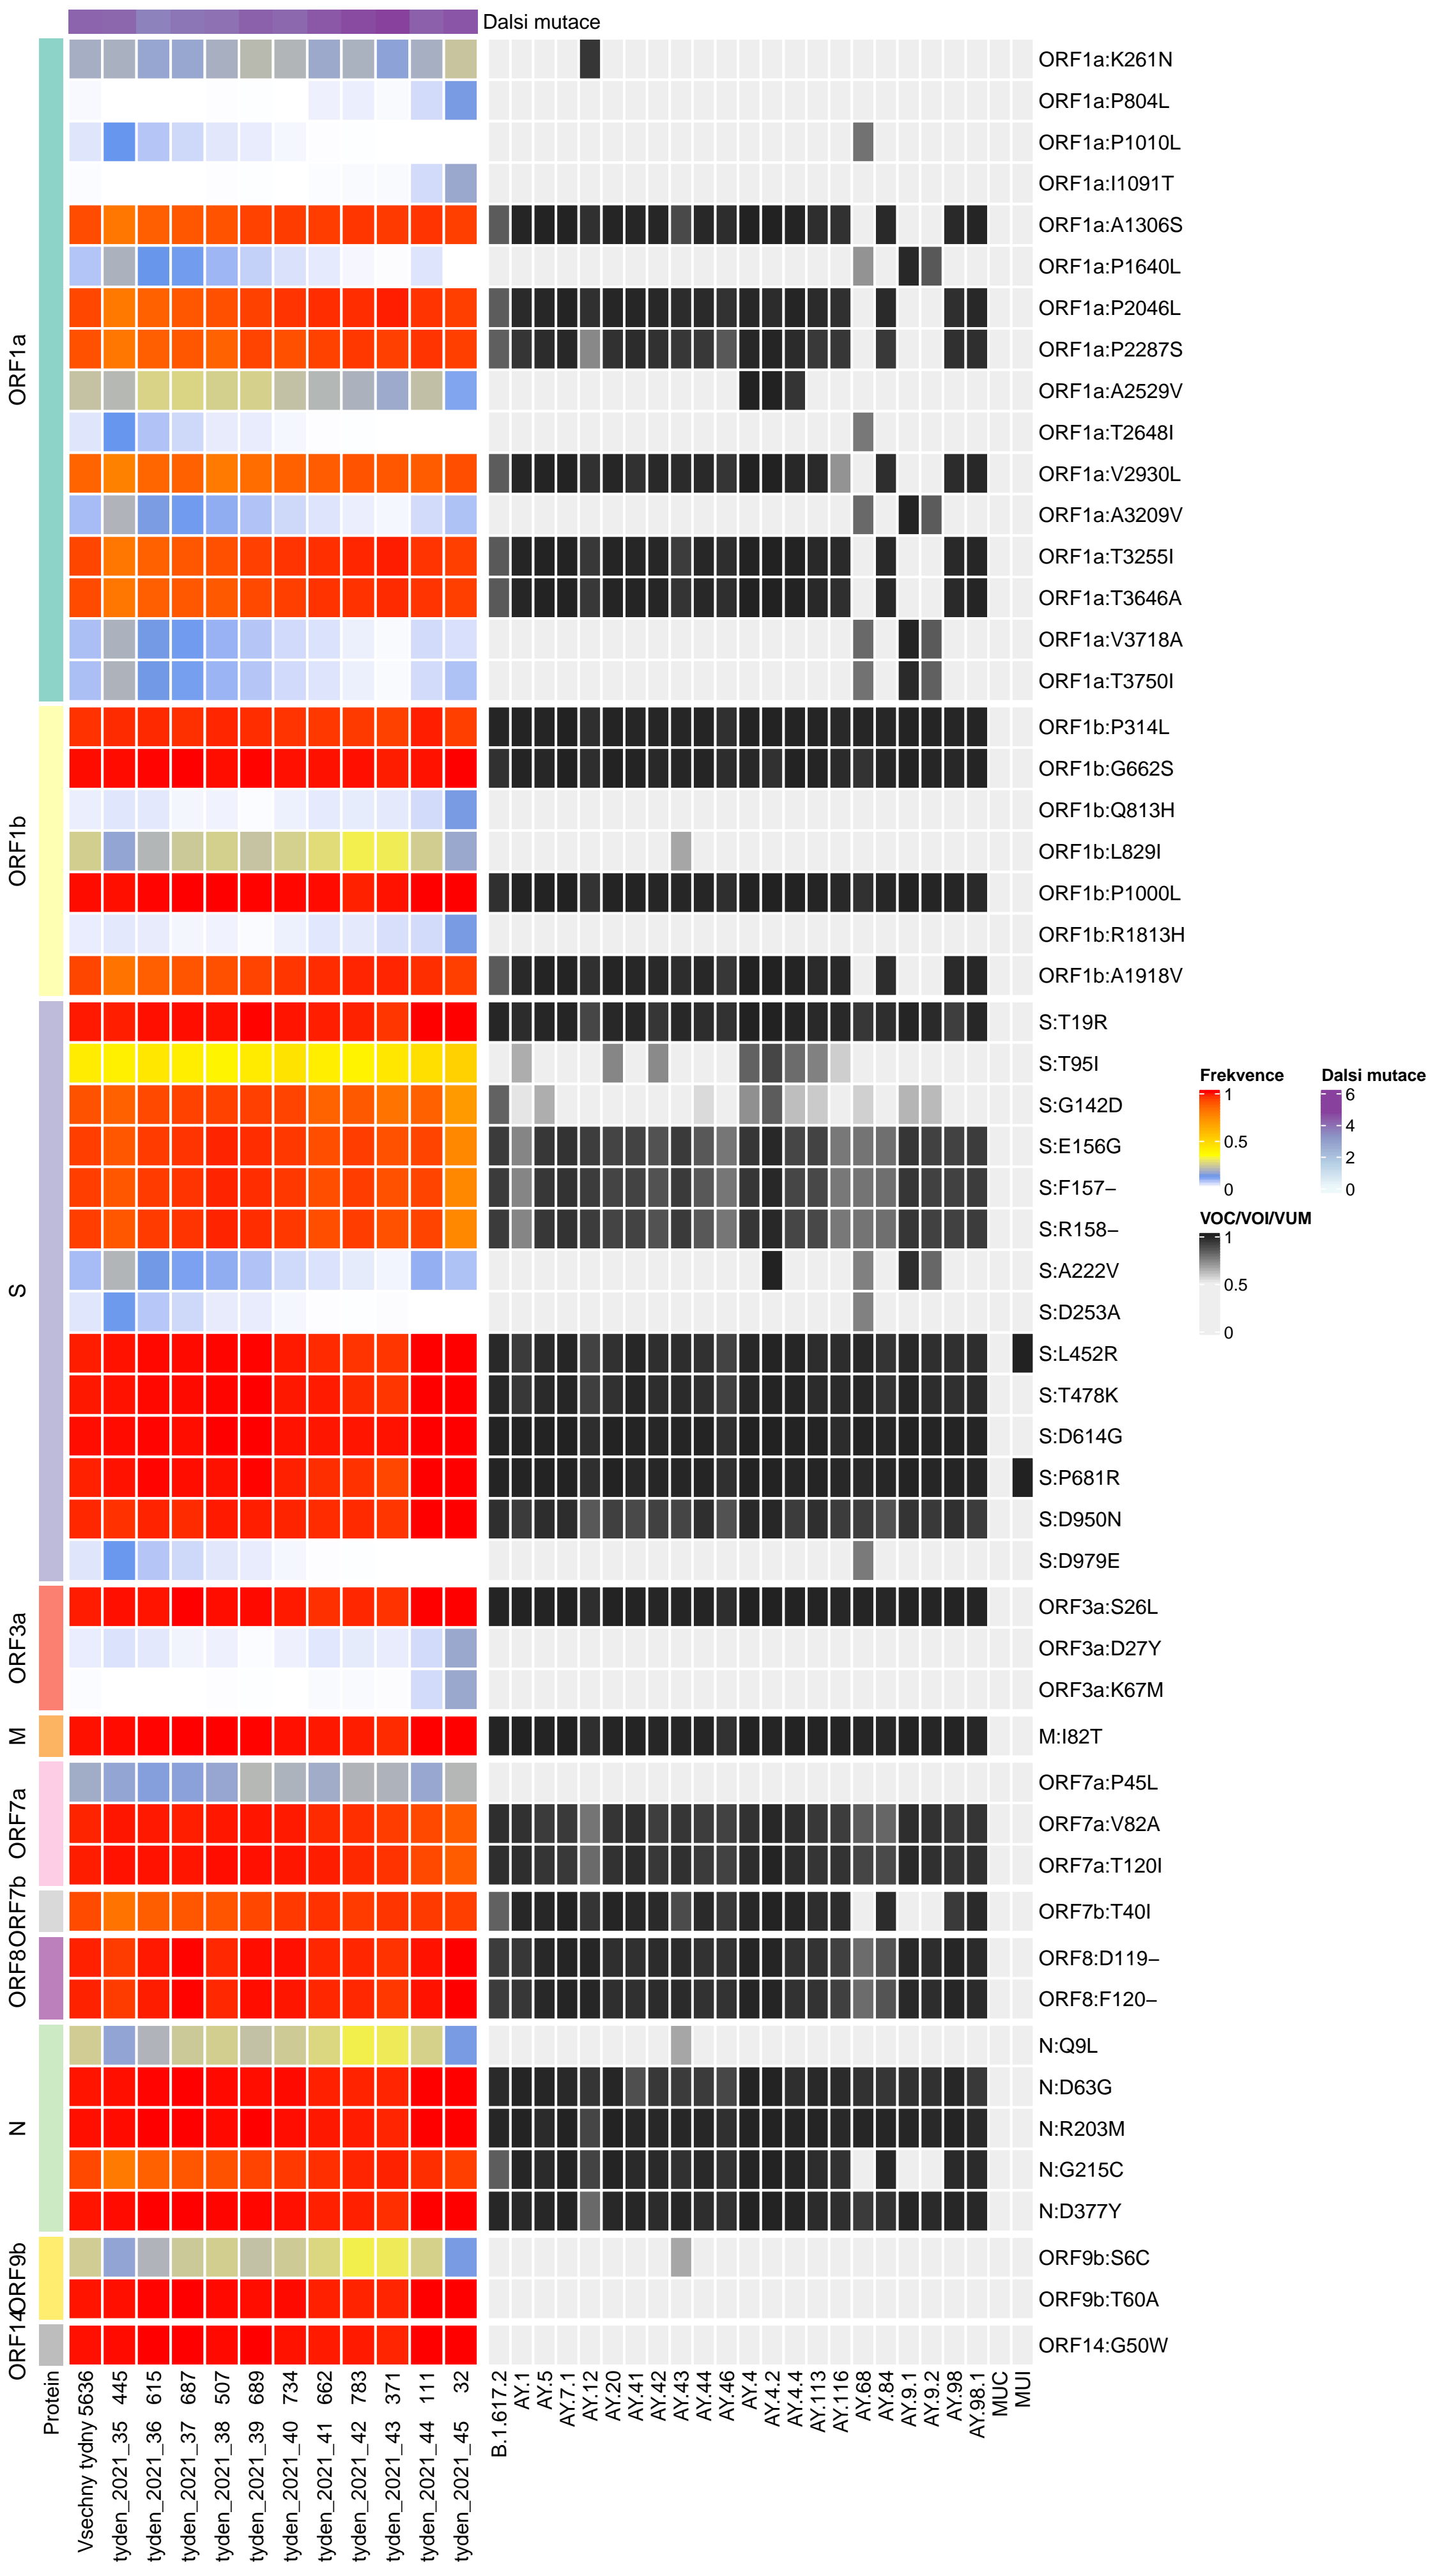 Dalsi mutace
ORF1a:K261N
ORF1a:P804L
ORF1a:P1010L
ORF1a:I1091T
ORF1a:A1306S
ORF1a:P1640L
ORF1a:P2046L
ORF1a:P2287S
ORF1a:A2529V
ORF1a:T2648I
ORF1a:V2930L
ORF1a:A3209V
ORF1a:T3255I
ORF1a:T3646A
ORF1a:V3718A
ORF1a:T3750I
ORF1b:P314L
ORF1b:G662S
ORF1b:Q813H
ORF1b:L829I
ORF1b:P1000L
ORF1b:R1813H
ORF1b:A1918V
S:T19R
S:T95I
S:G142D
S:E156G
S:F157–
S:R158–
S:A222V
S:D253A
S:L452R
S:T478K
S:D614G
S:P681R
S:D950N
S:D979E
ORF3a:S26L
ORF3a:D27Y
ORF3a:K67M
M:I82T
ORF7a:P45L
ORF7a:V82A
ORF7a:T120I
ORF7b:T40I
ORF8:D119–
ORF8:F120–
N:Q9L
N:D63G
N:R203M
N:G215C
N:D377Y
ORF9b:S6C
ORF9b:T60A
ORF14:G50W
ORF1a
ORF1b
S
ORF3a
M
ORF7a
ORF7b
ORF8
N
ORF9b
ORF14
Protein
Vsechny tydny 5636
tyden_2021_35 445
tyden_2021_36 615
tyden_2021_37 687
tyden_2021_38 507
tyden_2021_39 689
tyden_2021_40 734
tyden_2021_41 662
tyden_2021_42 783
tyden_2021_43 371
tyden_2021_44 111
tyden_2021_45 32
B.1.617.2
AY.1
AY.5
AY.7.1
AY.12
AY.20
AY.41
AY.42
AY.43
AY.44
AY.46
AY.4
AY.4.2
AY.4.4
AY.113
AY.116
AY.68
AY.84
AY.9.1
AY.9.2
AY.98
AY.98.1
MUC
MUI
Frekvence
1
0.5
0
Dalsi mutace
6
4
2
0
VOC/VOI/VUM
1
0.5
0